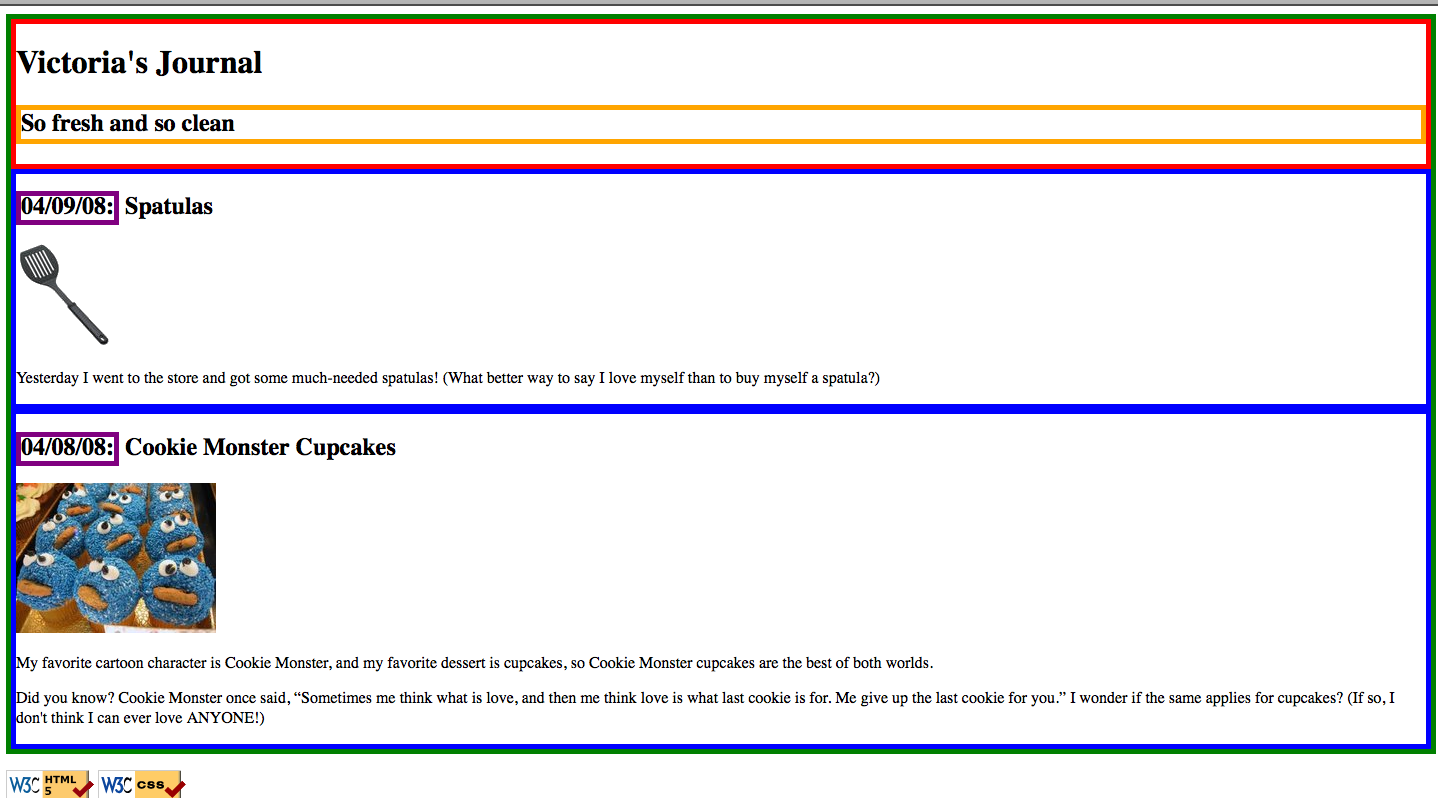 Victoria's Journal
So fresh and so clean
04/09/08: Spatulas
Yesterday I went to the store and got some much-needed spatulas! (What better way to say I love myself than to buy myself a spatula?)
04/08/08: Cookie Monster Cupcakes
My favorite cartoon character is Cookie Monster, and my favorite dessert is cupcakes, so Cookie Monster cupcakes are the best of both worlds.
Did you know? Cookie Monster once said, “Sometimes me think what is love, and then me think love is what last cookie is for. Me give up the last cookie for you.” I wonder if the same applies for cupcakes? (If so, I
don't think I can ever love ANYONE!)
W3C HTML 5 W3C CSS